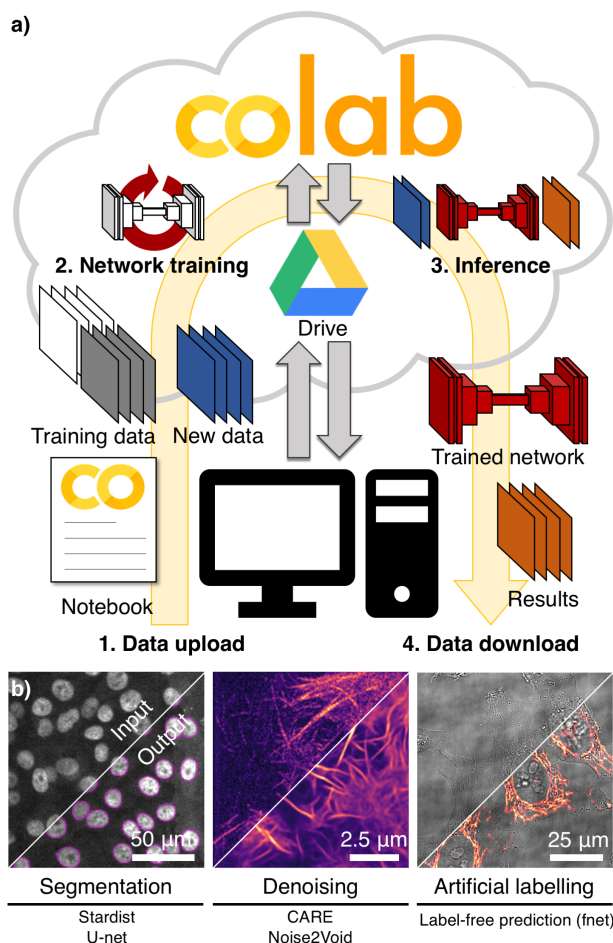 a)
colab
2. Network training
3. Inference
Drive
Training data
New data
Trained network
CO
Notebook
Results
1. Data upload
4. Data download
b)
Input
Output
50 µm
2.5 µm
25 µm
Segmentation
Denoising
Artificial labelling
Stardist
U-net
CARE
Noise2Void
Label-free prediction (fnet)